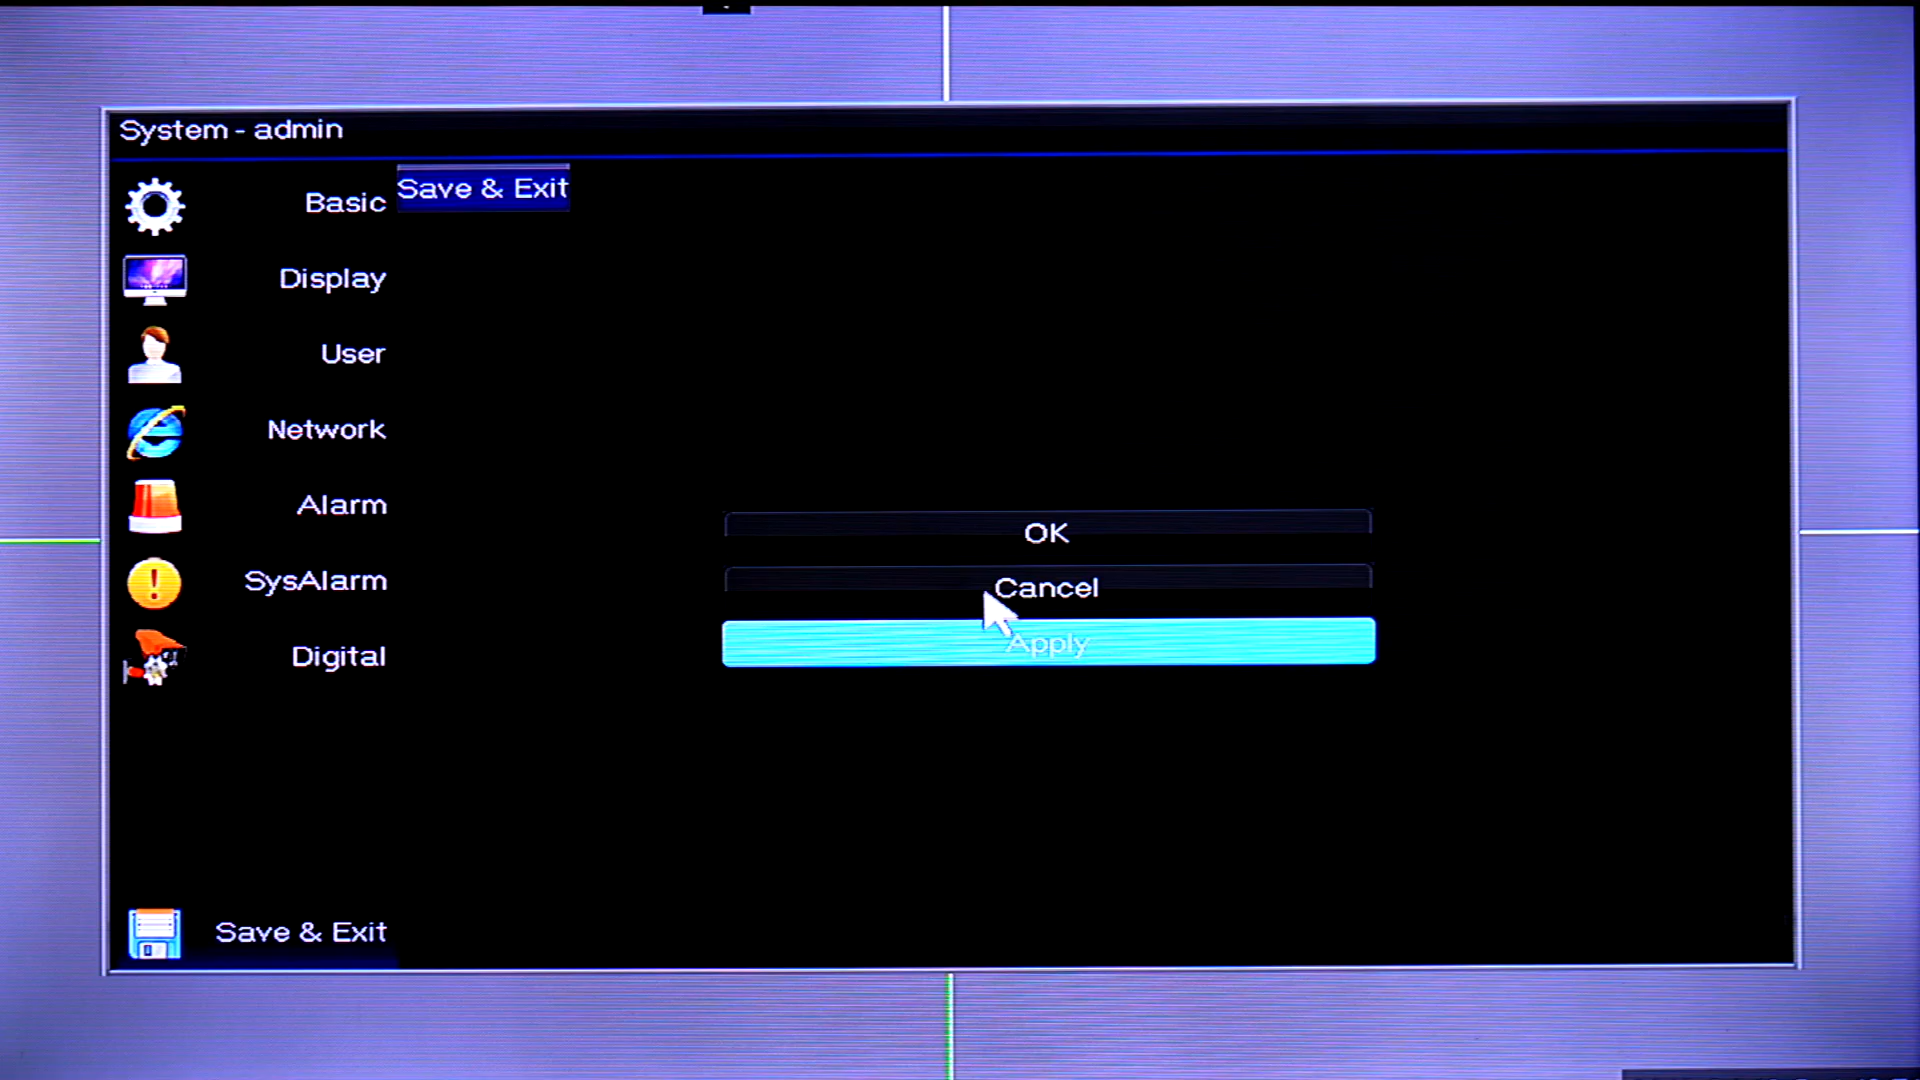 System - admin
Basic
Save & Exit
Display
User
Network
Alarm
OK
SysAlarm
Cancel
Apply
Digital
Save & Exit